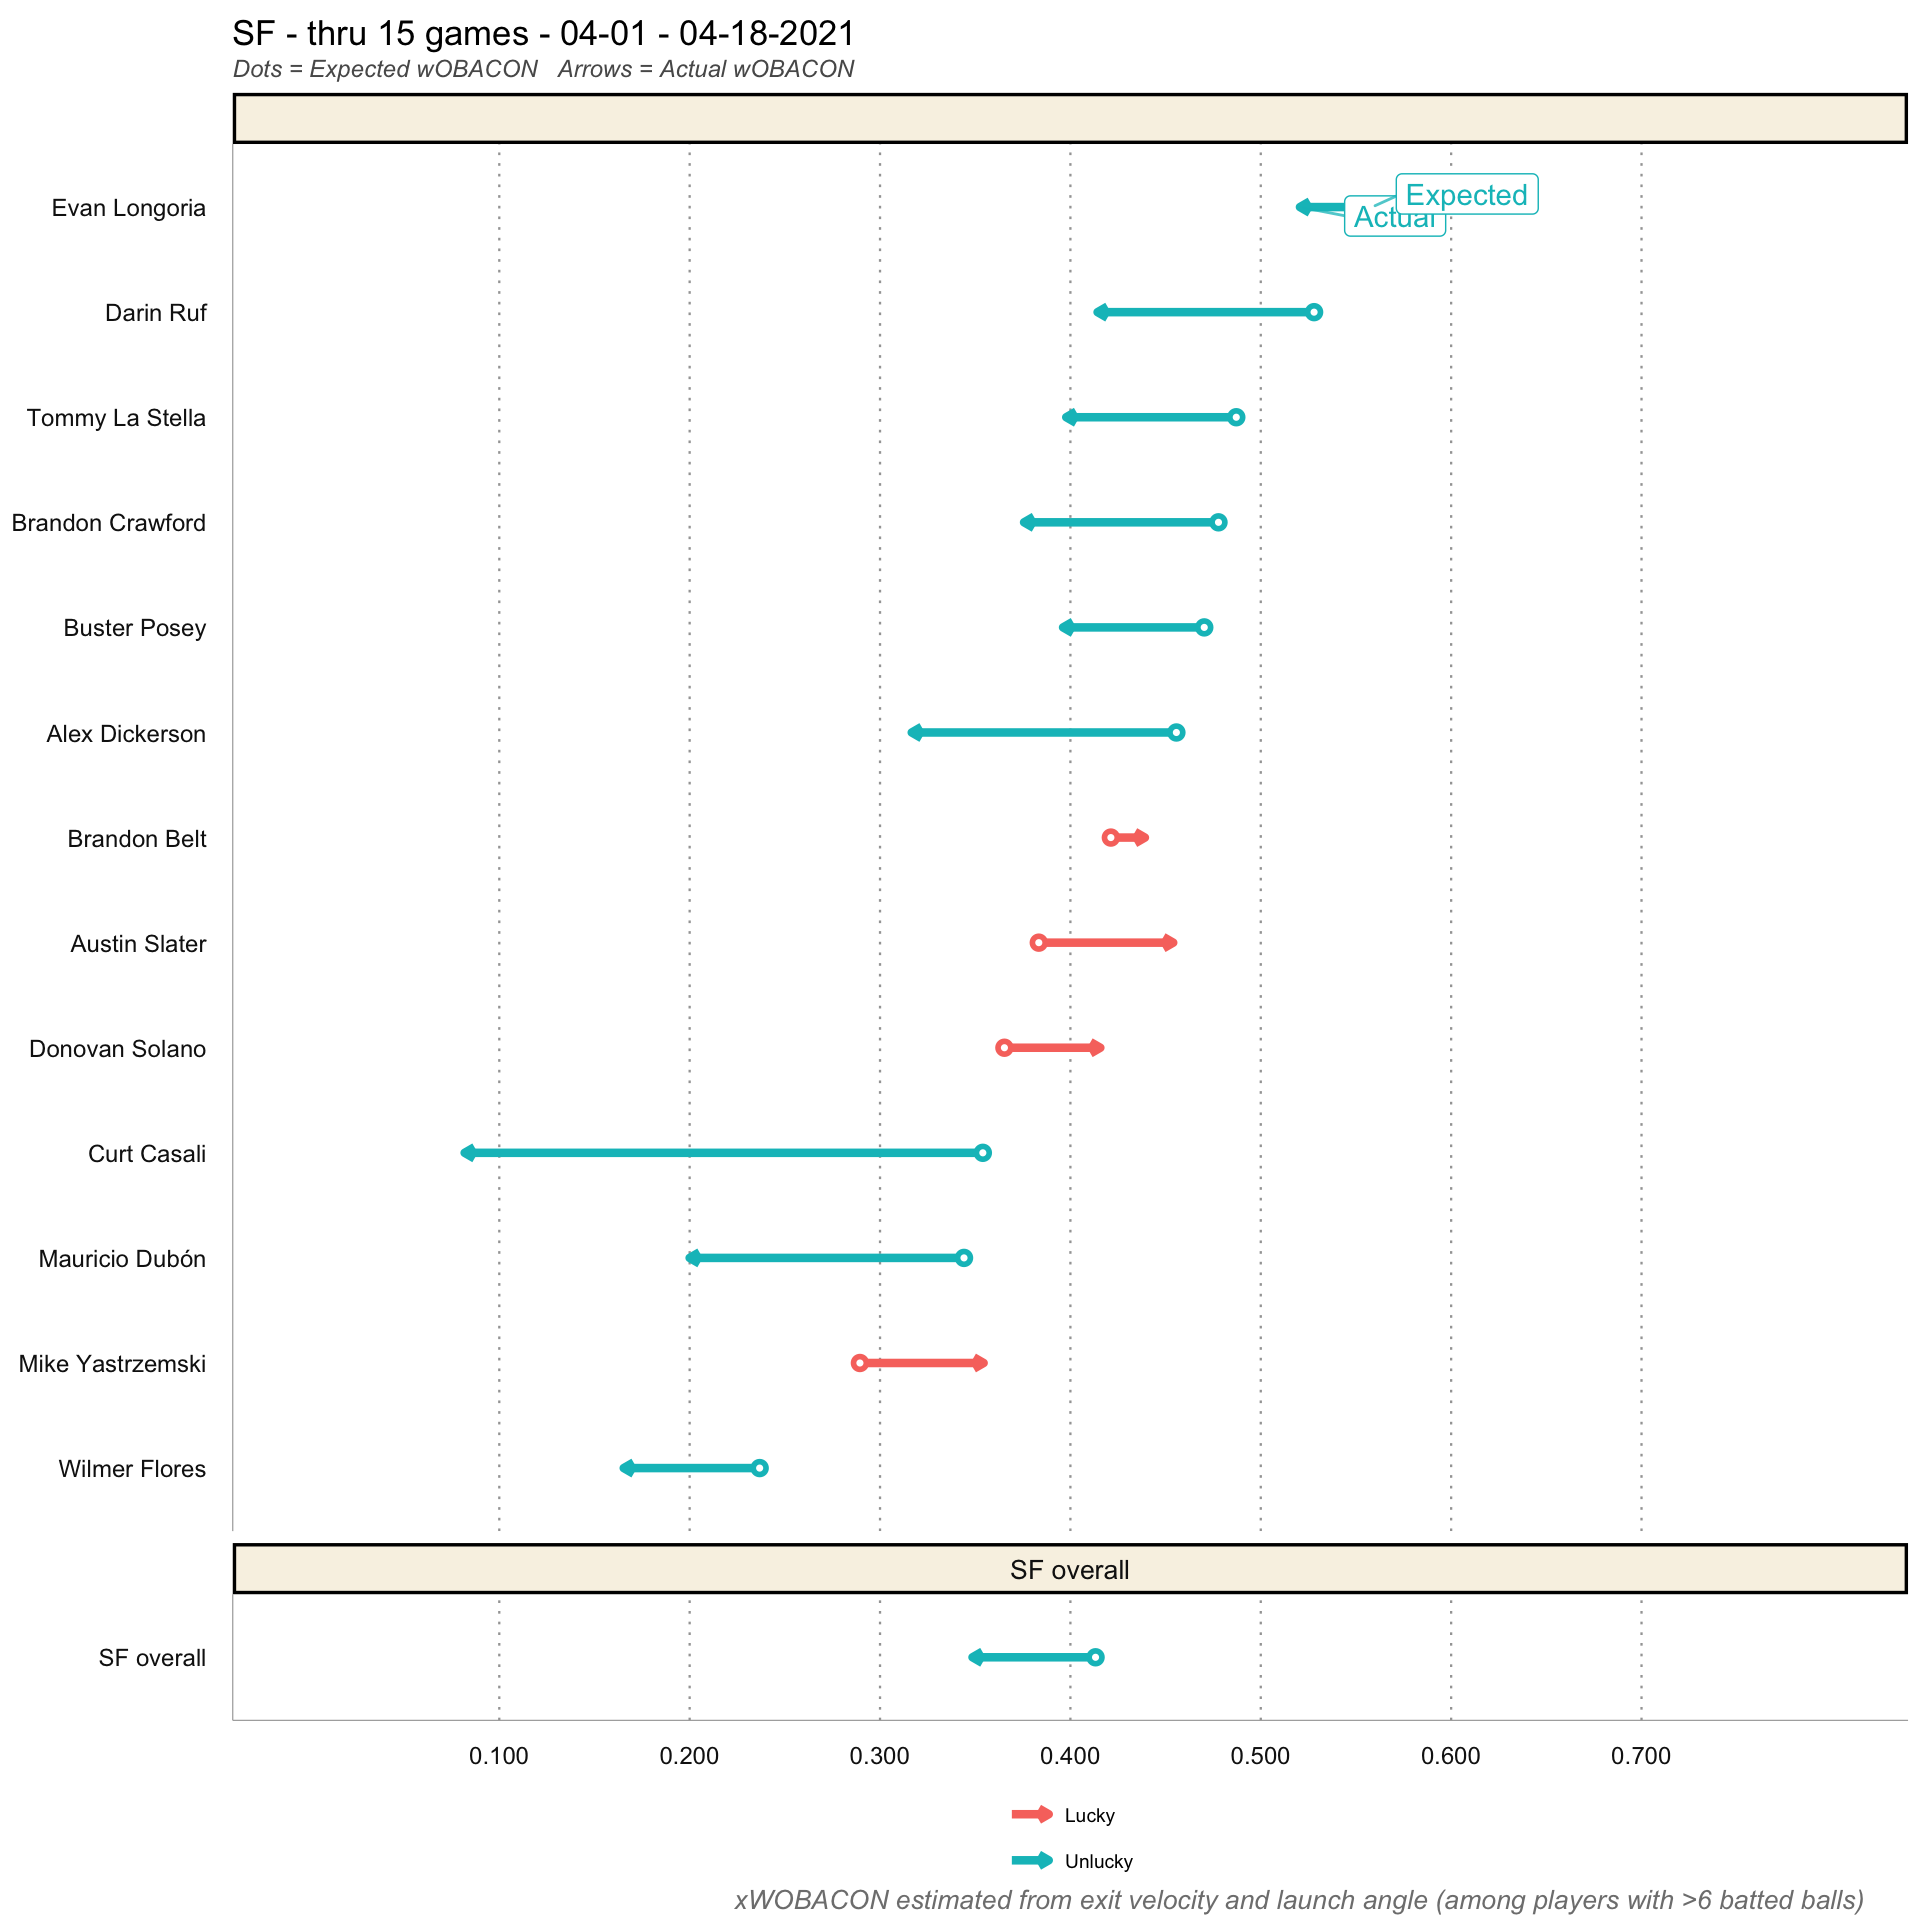 SF - thru 15 games - 04-01 - 04-18-2021
Dots = Expected wOBACON   Arrows = Actual wOBACON
Evan Longoria
Expected
Actual
Darin Ruf
Tommy La Stella
Brandon Crawford
Buster Posey
Alex Dickerson
Brandon Belt
Austin Slater
Donovan Solano
Curt Casali
Mauricio Dubón
Mike Yastrzemski
Wilmer Flores
SF overall
SF overall
0.100 0.200 0.300 0.400 0.500 0.600 0.700
Lucky
Unlucky
xWOBACON estimated from exit velocity and launch angle (among players with >6 batted balls)